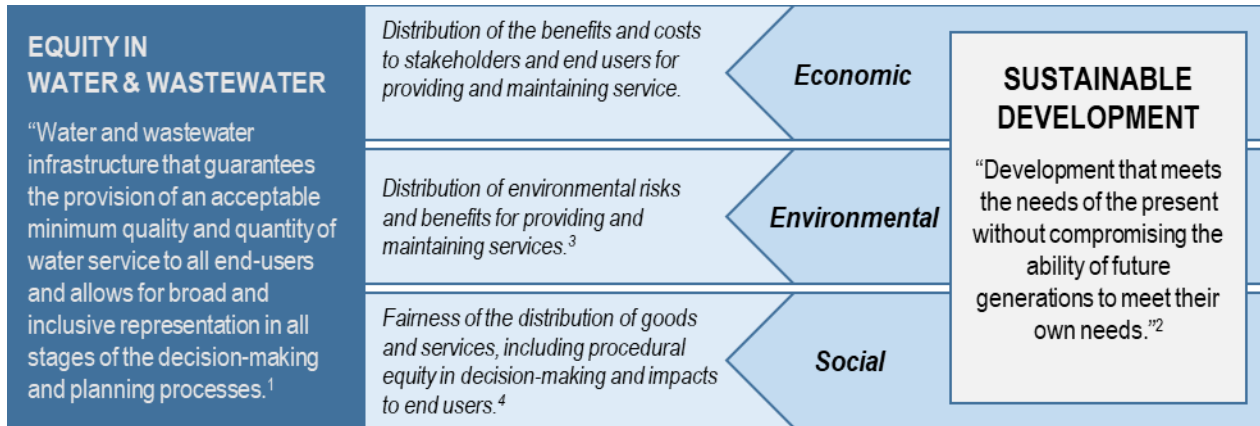 EQUITY IN
WATER & WASTEWATER
“Water and wastewater
infrastructure that guarantees
the provision of an acceptable
minimum quality and quantity of
water service to all end-users
and allows for broad and
inclusive representation in all
stages of the decision-making
and planning processes.¹
Distribution of the benefits and costs
to stakeholders and end users for
providing and maintaining service.
Economic
Distribution of environmental risks
and benefits for providing and
maintaining services.³
Environmental
Fairness of the distribution of goods
and services, including procedural
equity in decision-making and impacts
to end users.⁴
Social
SUSTAINABLE
DEVELOPMENT
“Development that meets
the needs of the present
without compromising the
ability of future
generations to meet their
own needs.”²